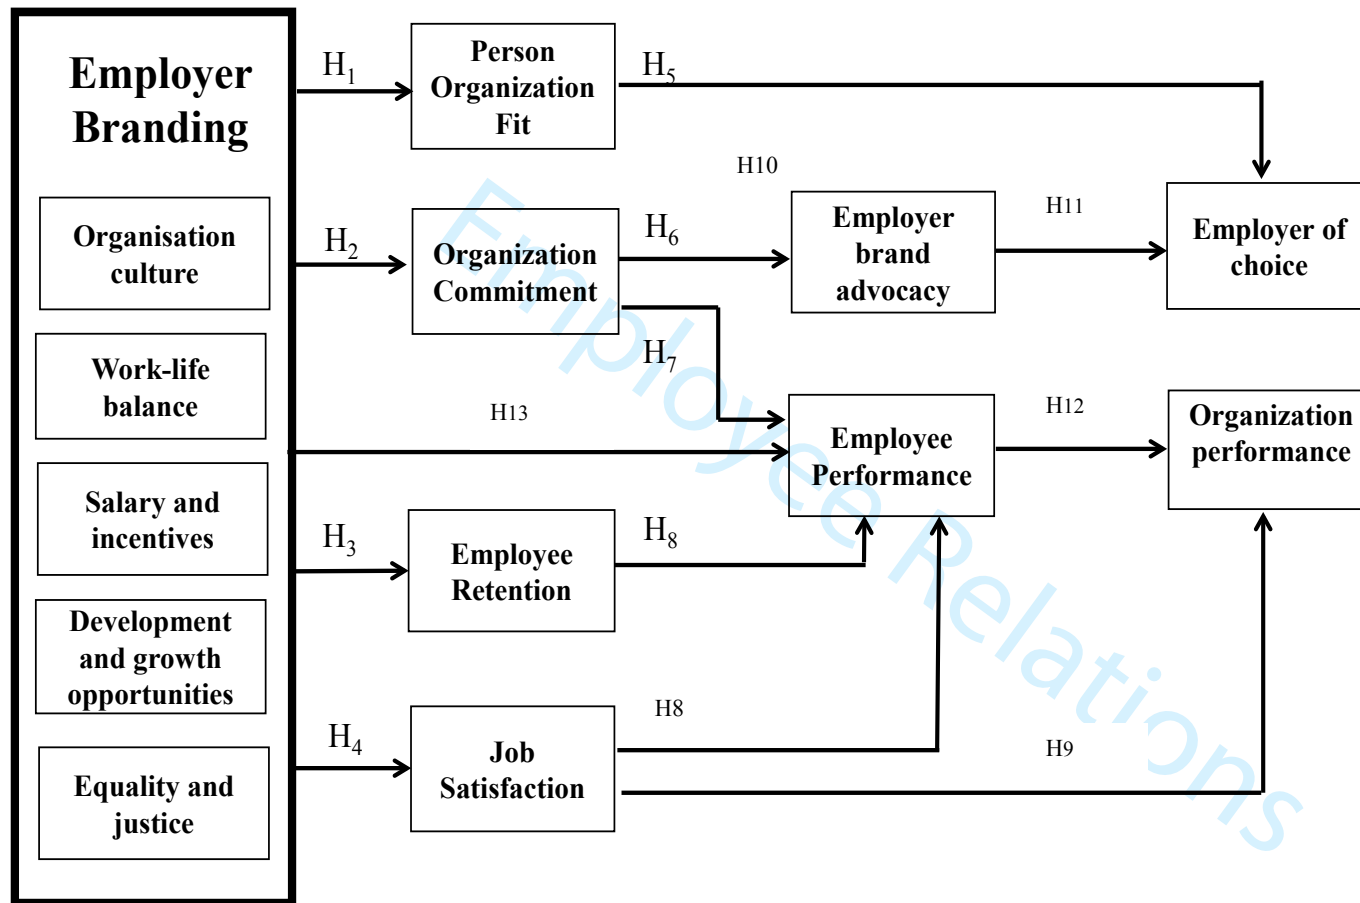 Employer
Branding
Organisation
culture
Work-life
balance
Salary and
incentives
Development
and growth
opportunities
Equality and
justice
H1
Person
Organization
Fit
H5
H2
Organization
Commitment
H6
H10
Employer
brand
advocacy
H11
Employer of
choice
H7
H13
Employee
Performance
H12
Organization
performance
H3
Employee
Retention
H8
H4
Job
Satisfaction
H8
H9
Employee Relations